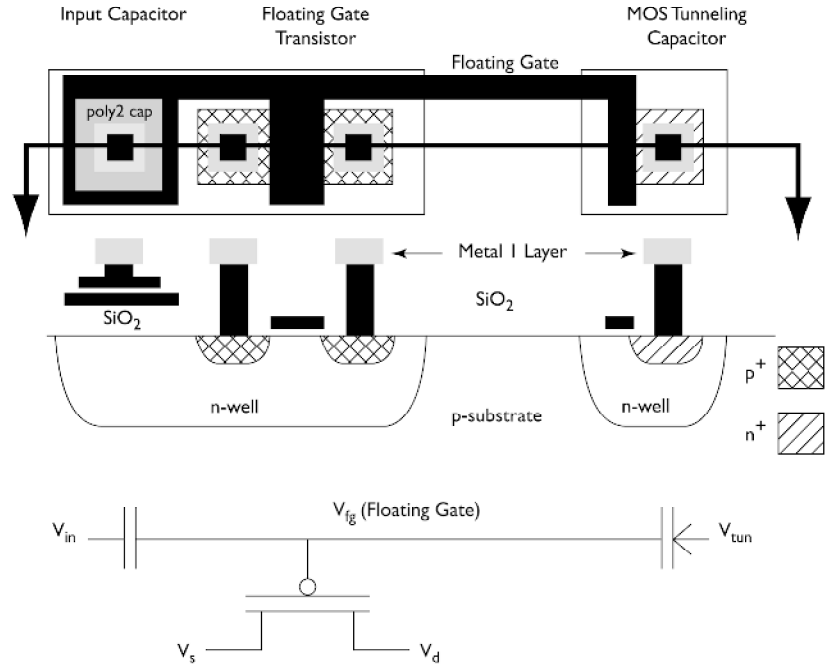 Input Capacitor
Floating Gate
Transistor
MOS Tunneling
Capacitor
Floating Gate
poly2 cap
Metal 1 Layer
SiO2
SiO2
n-well
p-substrate
n-well
p+
n+
Vfg (Floating Gate)
Vin
Vtun
Vs
Vd